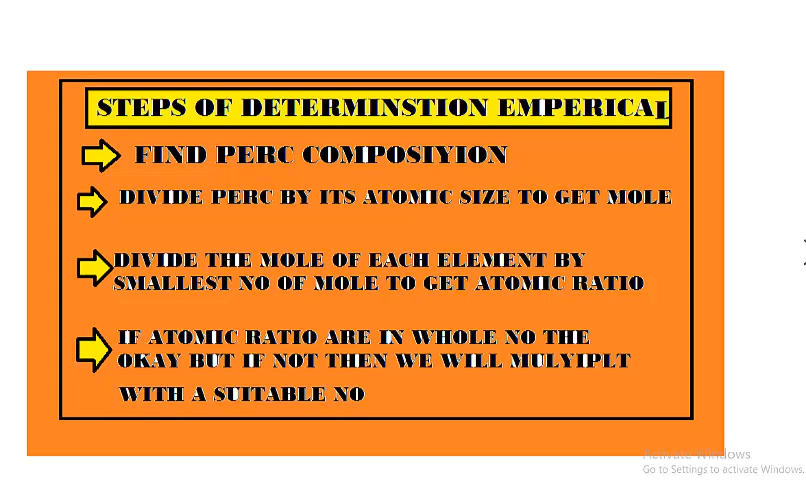 STEPS OF DETERMINSTION EMPERICAL
FIND PERC COMPOSIYION
DIVIDE PERC BY ITS ATOMIC SIZE TO GET MOLE
DIVIDE THE MOLE OF EACH ELEMENT BY
SMALLEST NO OF MOLE TO GET ATOMIC RATIO
IF ATOMIC RATIO ARE IN WHOLE NO THE
OKAY BUT IF NOT THEN WE WILL MULYIPLT
WITH A SUITABLE NO
Activate Windows
Go to Settings to activate Windows.